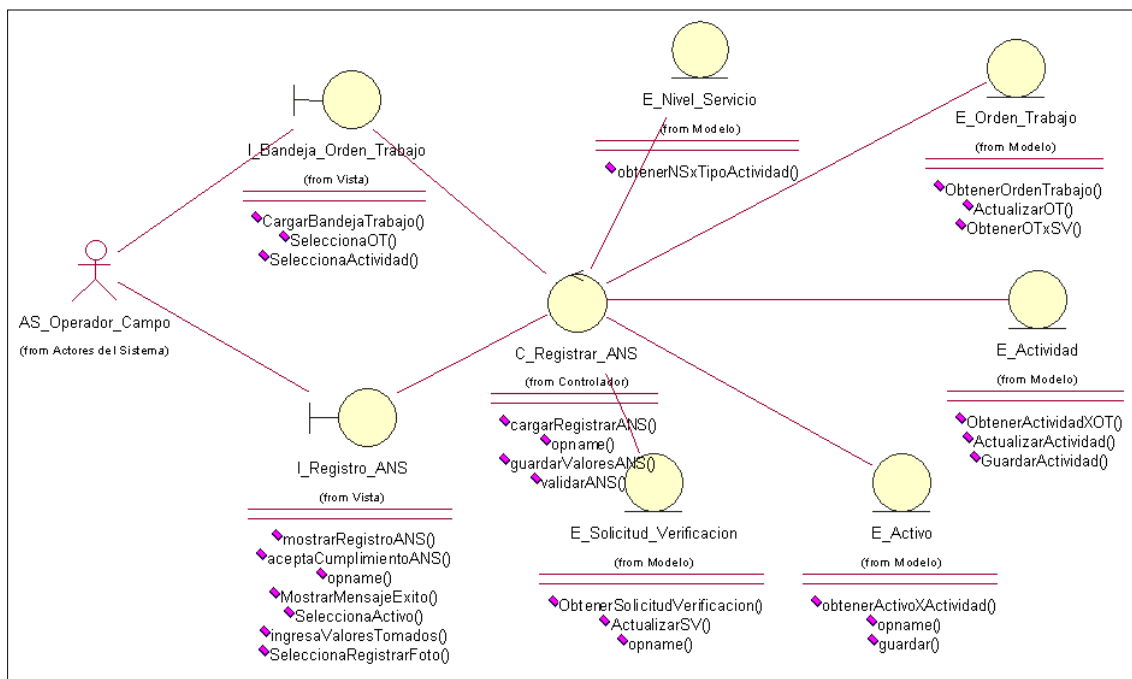 E_Nivel_Servicio
(from Modelo)
obtenerNSxTipoActividad()
E_Orden_Trabajo
(from Modelo)
ObtenerOrdenTrabajo()
ActualizarOT()
ObtenerOTxSV()
I_Bandeja_Orden_Trabajo
(from Vista)
CargarBandejaTrabajo()
SeleccionaOT()
SeleccionaActividad()
AS_Operador_Campo
(from Actores del Sistema)
C_Registrar_ANS
(from Controlador)
cargarRegistrarANS()
opname()
guardarValoresANS()
validarANS()
E_Actividad
(from Modelo)
ObtenerActividadXOT()
ActualizarActividad()
GuardarActividad()
I_Registro_ANS
(from Vista)
mostrarRegistroANS()
aceptaCumplimientoANS()
opname()
MostrarMensajeExito()
SeleccionaActivo()
ingresaValoresTomados()
SeleccionaRegistrarFoto()
E_Solicitud_Verificacion
(from Modelo)
ObtenerSolicitudVerificacion()
ActualizarSV()
opname()
E_Activo
(from Modelo)
obtenerActivoXActividad()
opname()
guardar()